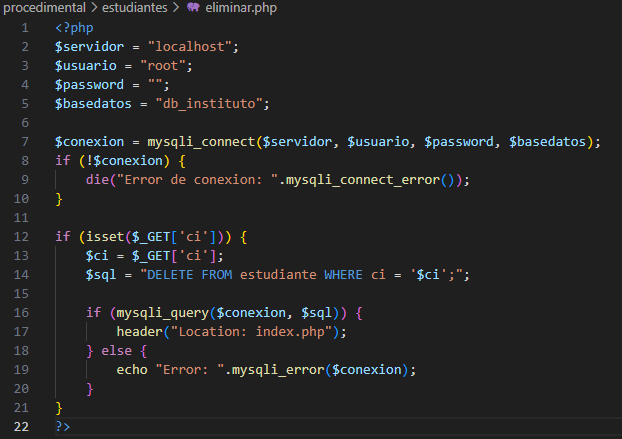 procedimental > estudiantes > eliminar.php
1 <?php
2 $servidor = "localhost";
3 $usuario = "root";
4 $password = "";
5 $basedatos = "db_instituto";
6
7 $conexion = mysqli_connect($servidor, $usuario, $password, $basedatos);
8 if (!$conexion) {
9     die("Error de conexion: ".mysqli_connect_error());
10 }
11
12 if (isset($_GET['ci'])) {
13     $ci = $_GET['ci'];
14     $sql = "DELETE FROM estudiante WHERE ci = '$ci';";
15
16     if (mysqli_query($conexion, $sql)) {
17         header("Location: index.php");
18     } else {
19         echo "Error: ".mysqli_error($conexion);
20     }
21 }
22 ?>